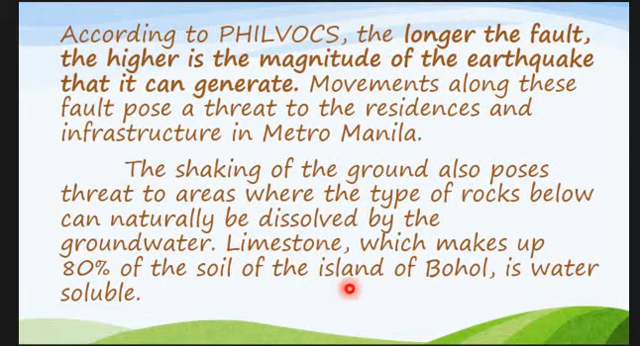 According to PHILVOCS, the longer the fault,
the higher is the magnitude of the earthquake
that it can generate. Movements along these
fault pose a threat to the residences and
infrastructure in Metro Manila.
The shaking of the ground also poses
threat to areas where the type of rocks below
can naturally be dissolved by the
groundwater. Limestone, which makes up
80% of the soil of the island of Bohol, is water
soluble.